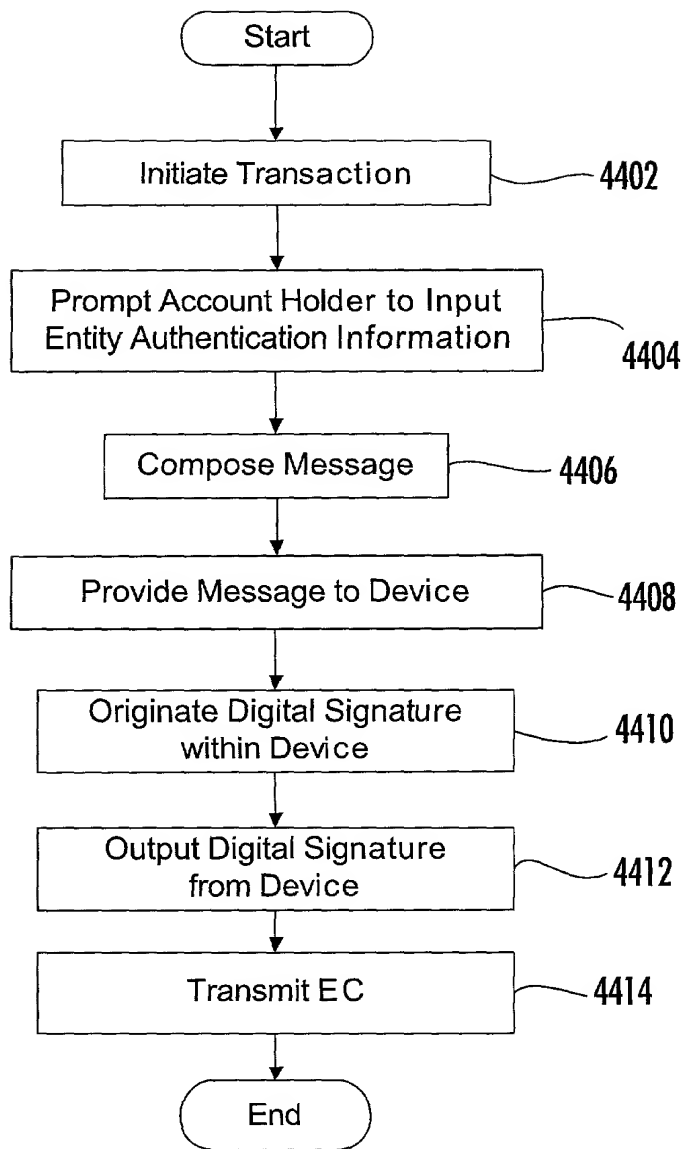 Start
Initiate Transaction
4402
Prompt Account Holder to Input
Entity Authentication Information
4404
Compose Message
4406
Provide Message to Device
4408
Originate Digital Signature
within Device
4410
Output Digital Signature
from Device
4412
Transmit EC
4414
End